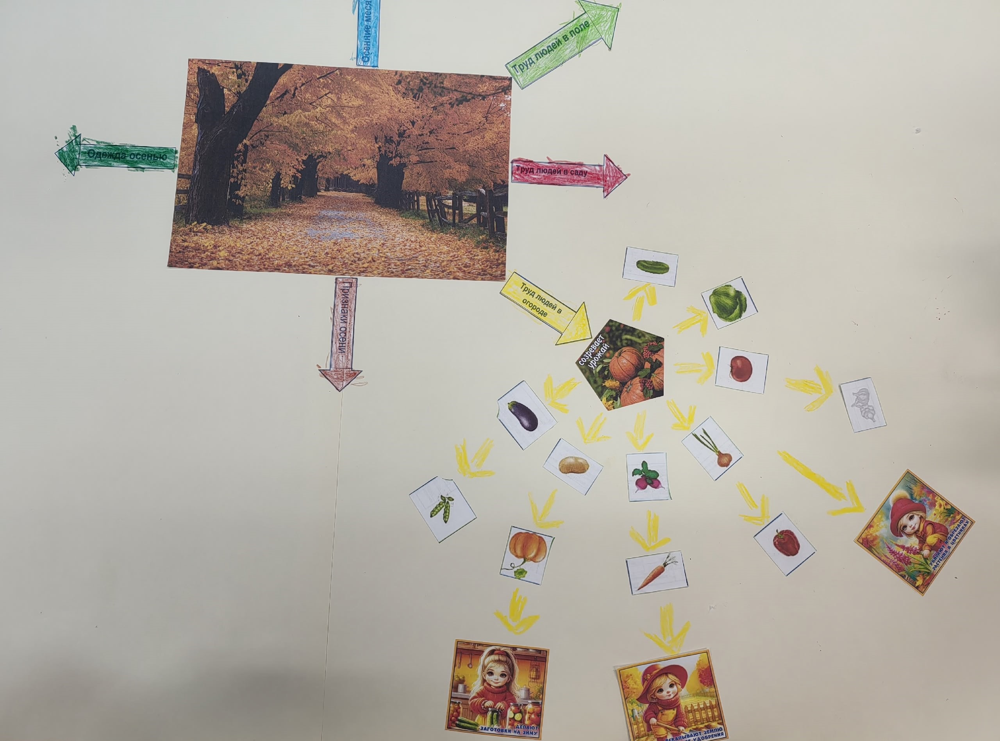 Осенние
Труд людей в поле
Одежда осенью
Труд людей в саду
Признаки осени
Труд людей в
огороде
созревает
урожай
УБИРАЮТ И ОБРЕЗАЮТ
РАСТЕНИЯ В ЦВЕТНИКАХ
ДЕЛАЮТ
ЗАГОТОВКИ НА ЗИМУ
ВСКАПЫВАЮТ ЗЕМЛЮ
УДОБРЕНИЯ